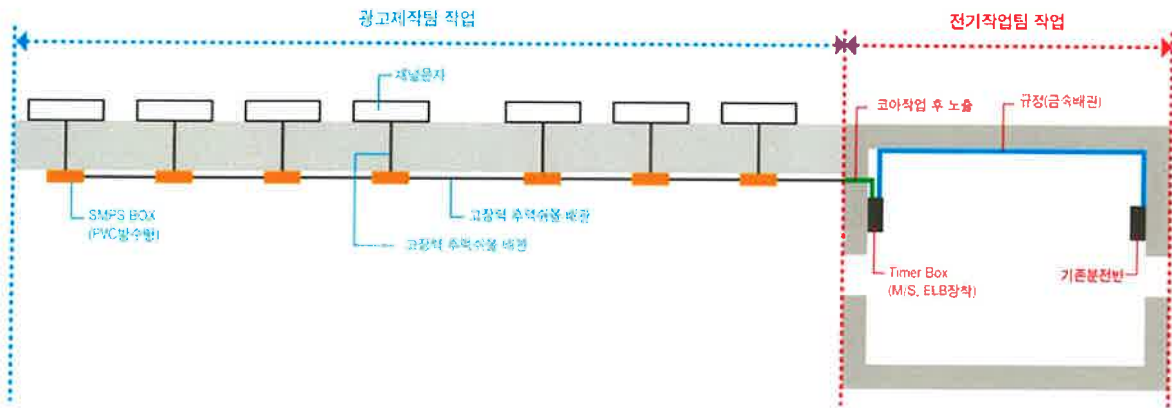 광고제작팀 작업
전기작업팀 작업
채널문자
코아작업 후 노출
규정(금속배관)
SMPS BOX
(PVC방수형)
고장력 주력쉬볼 배관
고장력 주력쉬볼 배관
Timer Box
(M/S, ELB장착)
기존분전반